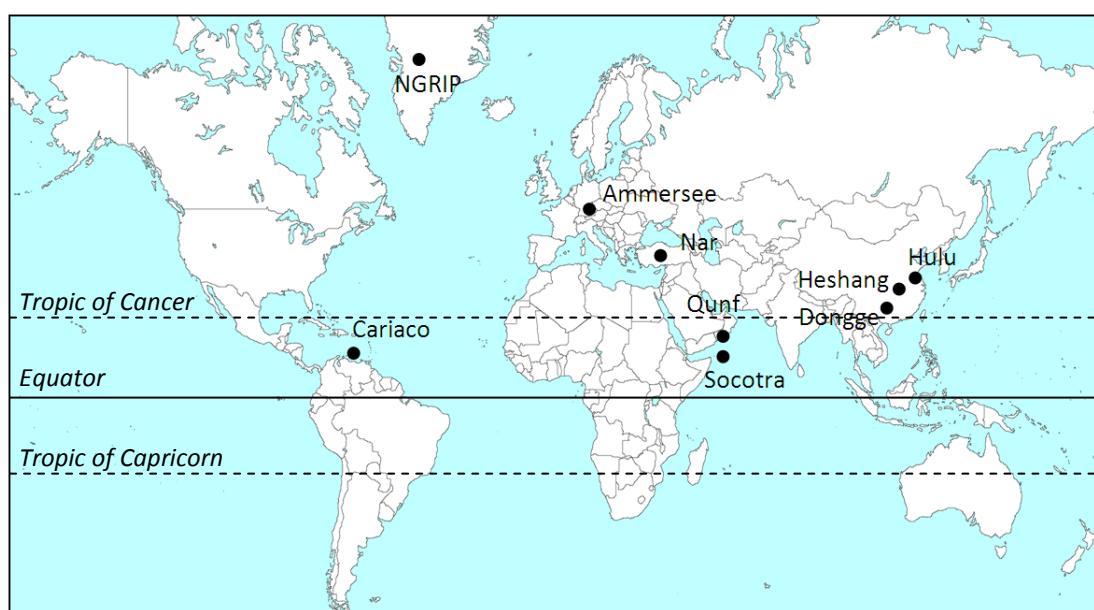 NGRIP
Ammersee
Nar
Hulu
Heshang
Tropic of Cancer
Qunf
Dongge
Cariaco
Equator
Socotra
Tropic of Capricorn